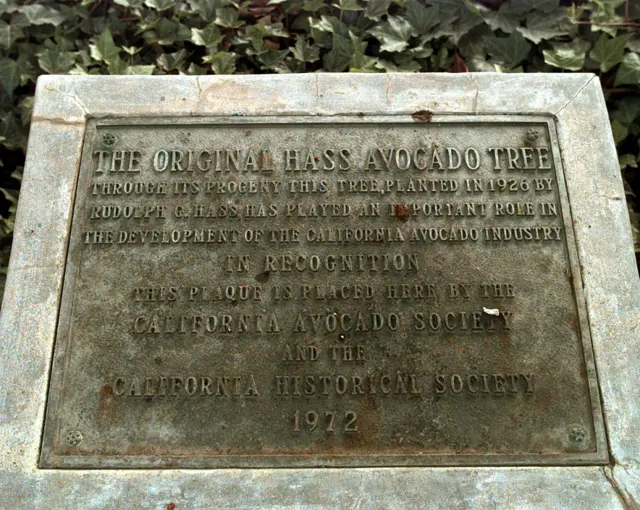 THE ORIGINAL HASS AVOCADO TREE
THROUGH ITS PROGENY THIS TREE, PLANTED IN 1926 BY
RUDOLPH G. HASS HAS PLAYED AN IMPORTANT ROLE IN
THE DEVELOPMENT OF THE CALIFORNIA AVOCADO INDUSTRY
IN RECOGNITION
THIS PLAQUE IS PLACED HERE BY THE
CALIFORNIA AVOCADO SOCIETY
AND THE
CALIFORNIA HISTORICAL SOCIETY
1972